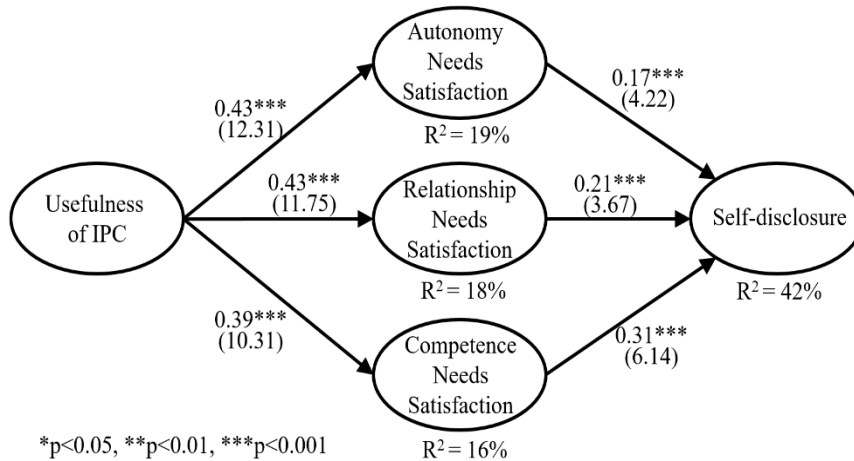 Autonomy
Needs
Satisfaction
R² = 19%
0.43***
(12.31)
0.17***
(4.22)
Usefulness
of IPC
0.43***
(11.75)
Relationship
Needs
Satisfaction
R² = 18%
0.21***
(3.67)
Self-disclosure
R² = 42%
0.39***
(10.31)
Competence
Needs
Satisfaction
R² = 16%
0.31***
(6.14)
*p<0.05, **p<0.01, ***p<0.001